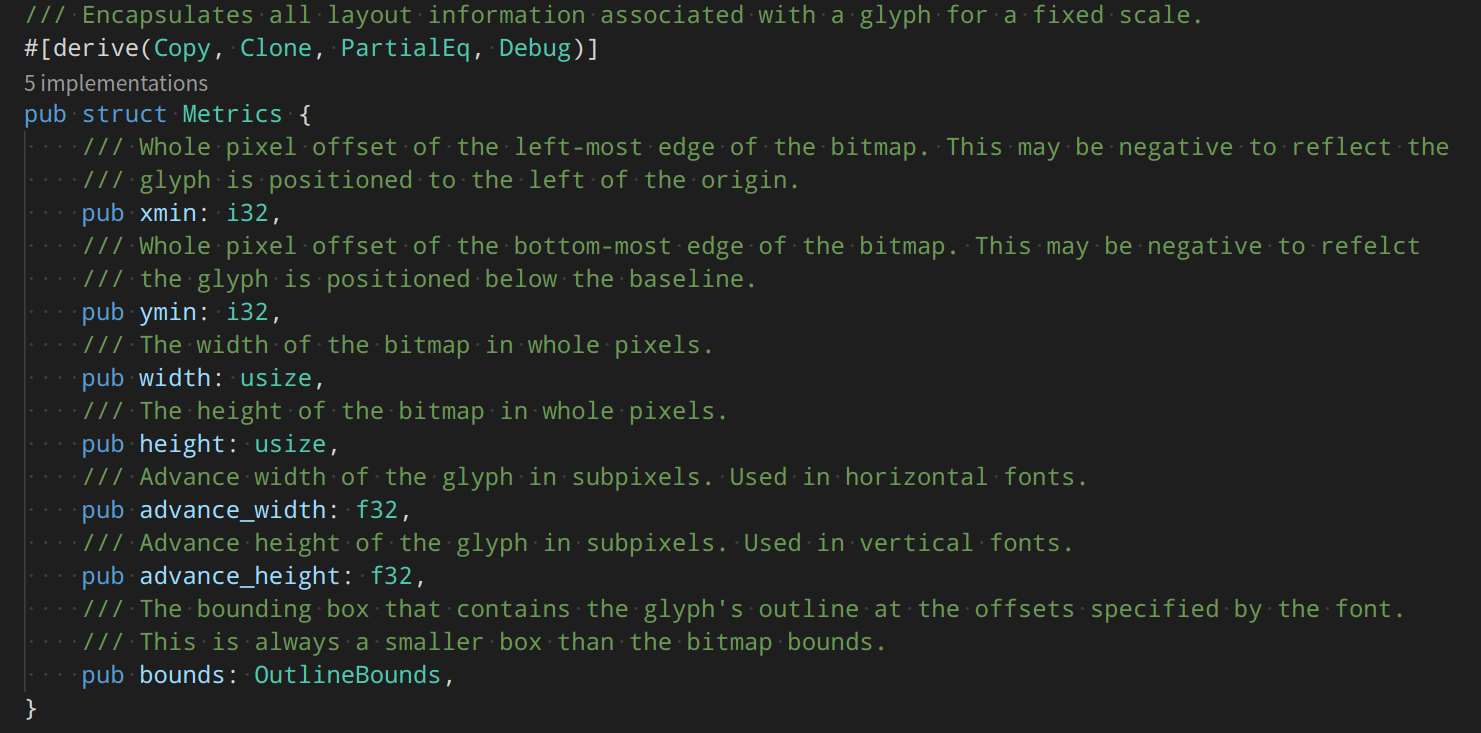 /// Encapsulates all layout information associated with a glyph for a fixed scale.
#[derive(Copy, Clone, PartialEq, Debug)]
5 implementations
pub struct Metrics {
    /// Whole pixel offset of the left-most edge of the bitmap. This may be negative to reflect the
    /// glyph is positioned to the left of the origin.
    pub xmin: i32,
    /// Whole pixel offset of the bottom-most edge of the bitmap. This may be negative to refelct
    /// the glyph is positioned below the baseline.
    pub ymin: i32,
    /// The width of the bitmap in whole pixels.
    pub width: usize,
    /// The height of the bitmap in whole pixels.
    pub height: usize,
    /// Advance width of the glyph in subpixels. Used in horizontal fonts.
    pub advance_width: f32,
    /// Advance height of the glyph in subpixels. Used in vertical fonts.
    pub advance_height: f32,
    /// The bounding box that contains the glyph's outline at the offsets specified by the font.
    /// This is always a smaller box than the bitmap bounds.
    pub bounds: OutlineBounds,
}